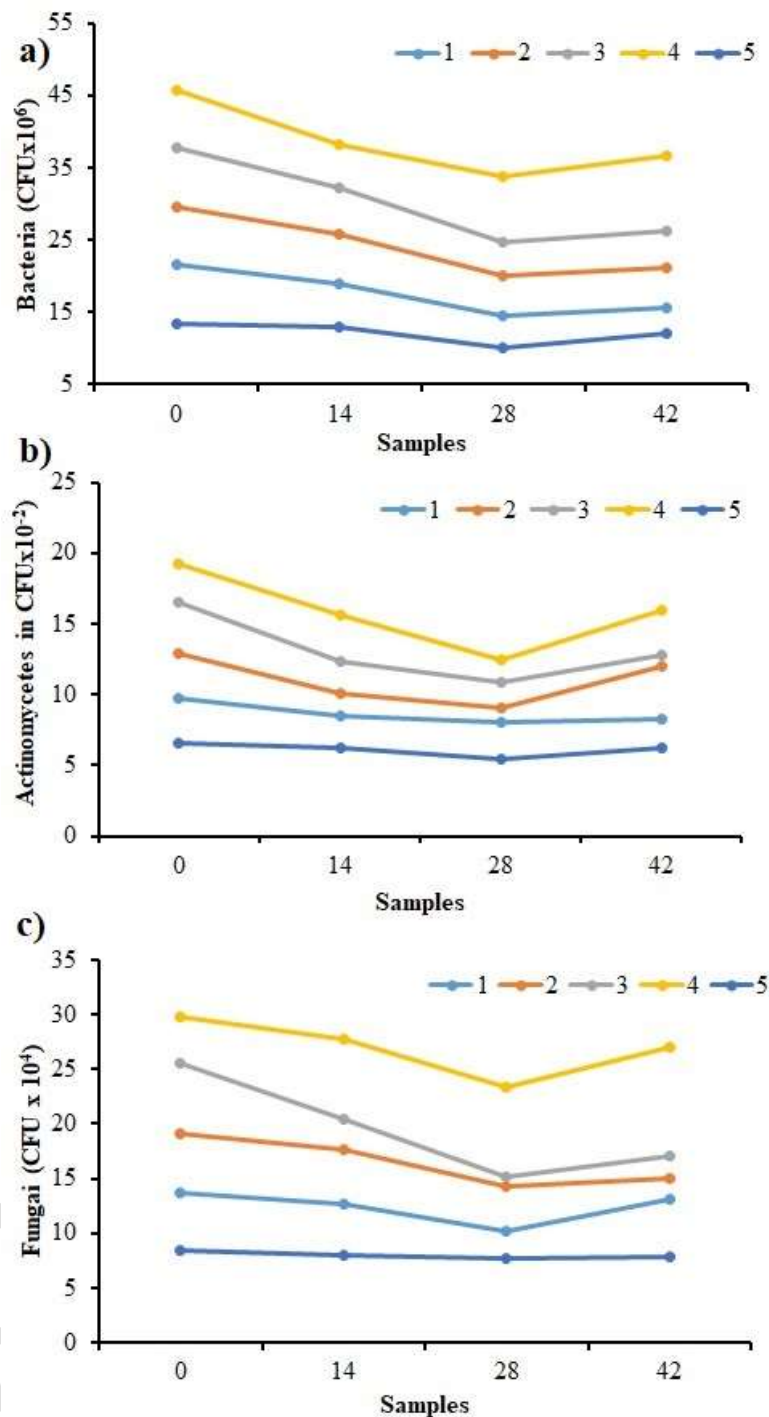 a)
1 2 3 4 5
Bacteria (CFUx10⁶)
55
45
35
25
15
5
0 14 28 42
Samples
b)
1 2 3 4 5
Actinomycetes in CFUx10⁻²
25
20
15
10
5
0
0 14 28 42
Samples
c)
1 2 3 4 5
Fungai (CFU x 10⁴)
35
30
25
20
15
10
5
0
0 14 28 42
Samples